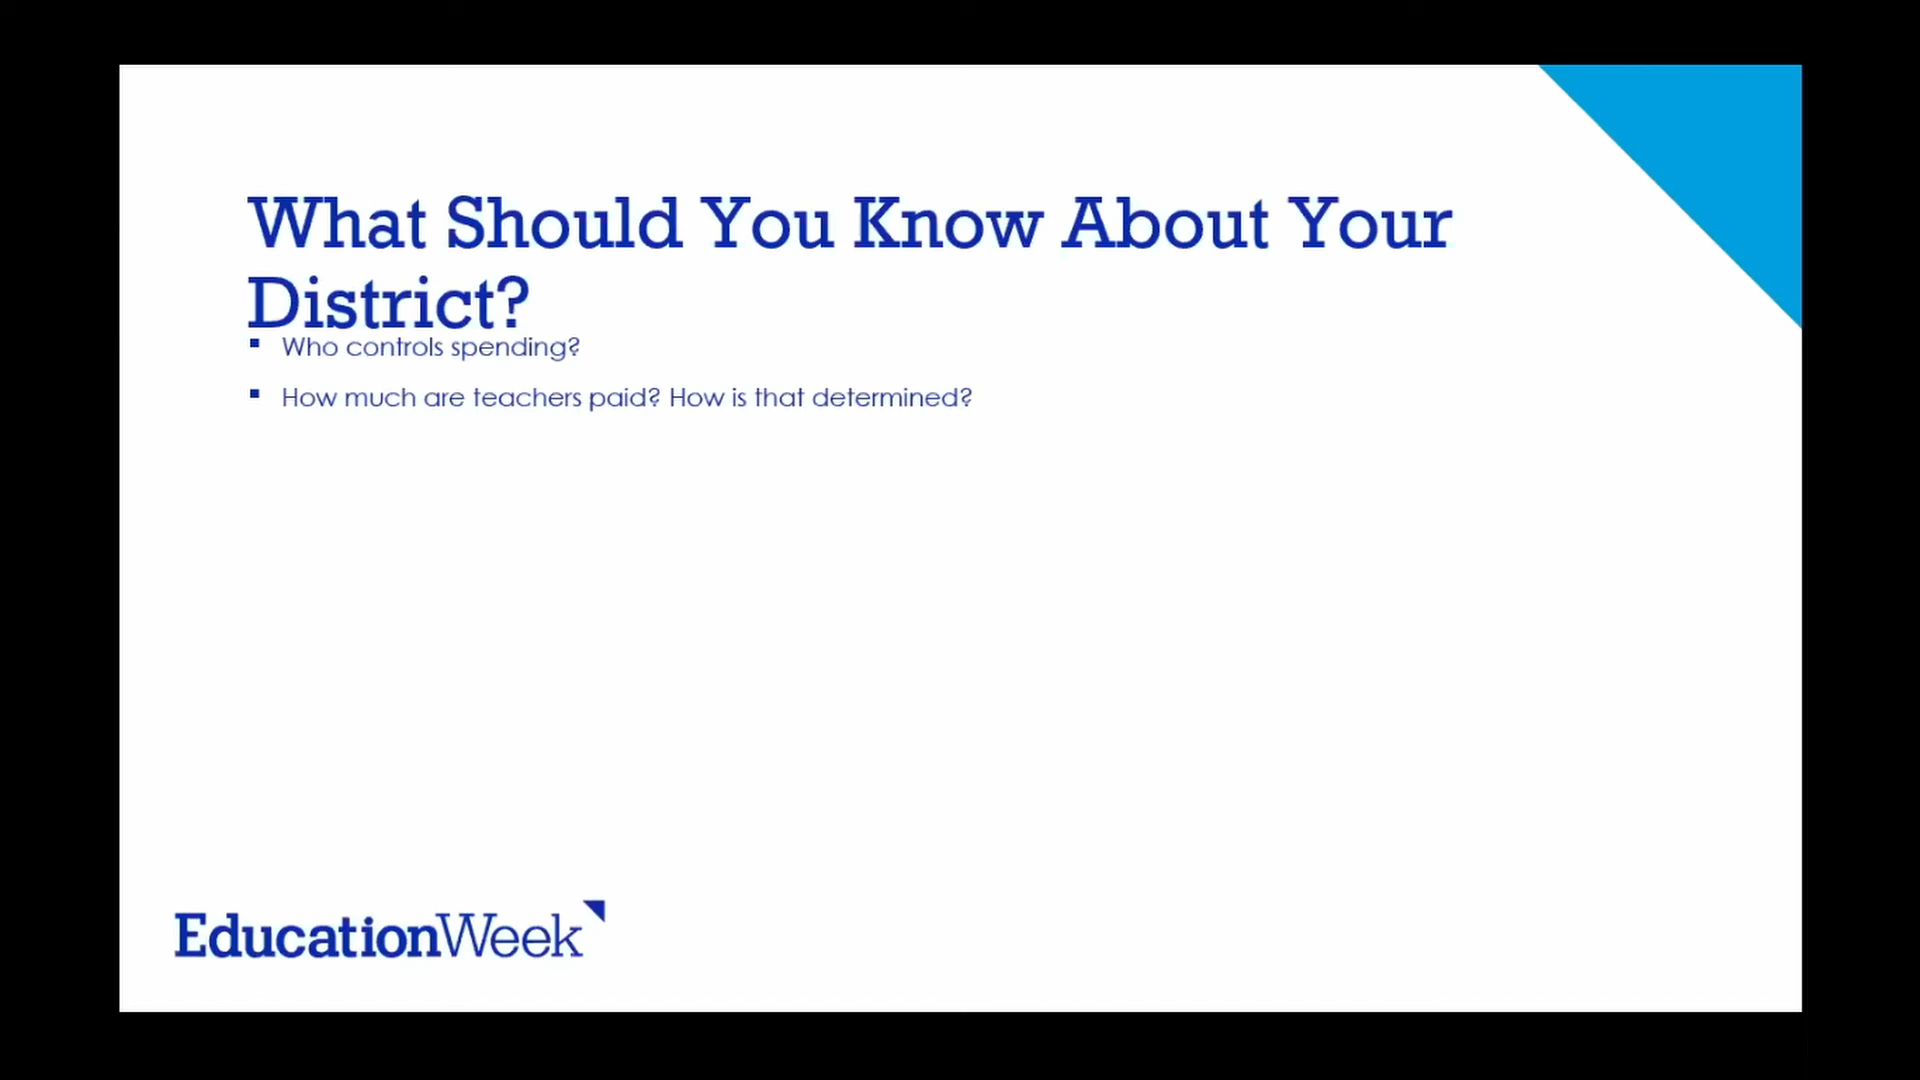 What Should You Know About Your
District?
▪ Who controls spending?
▪ How much are teachers paid? How is that determined?
EducationWeek